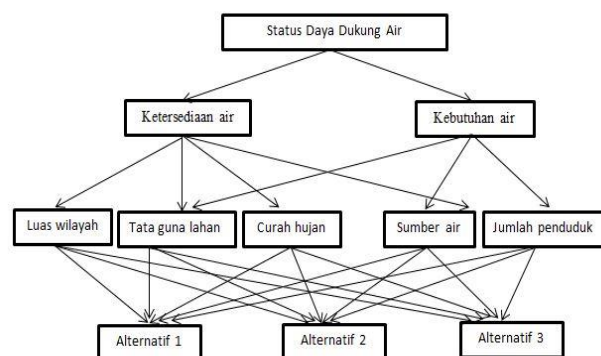 Status Daya Dukung Air
Ketersediaan air
Kebutuhan air
Luas wilayah
Tata guna lahan
Curah hujan
Sumber air
Jumlah penduduk
Alternatif 1
Alternatif 2
Alternatif 3